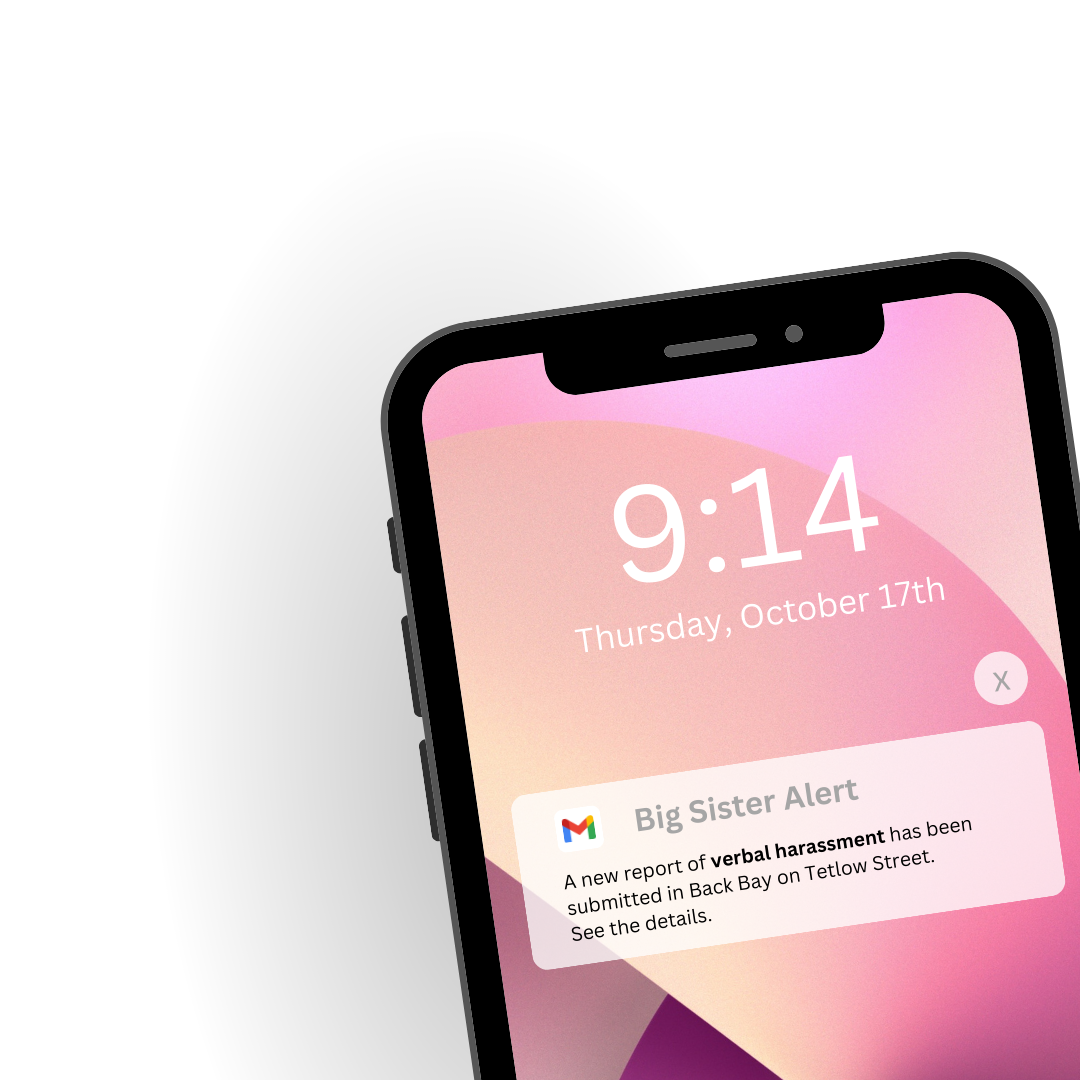 9:14
Thursday, October 17th
X
Big Sister Alert
A new report of verbal harassment has been
submitted in Back Bay on Tetlow Street.
See the details.